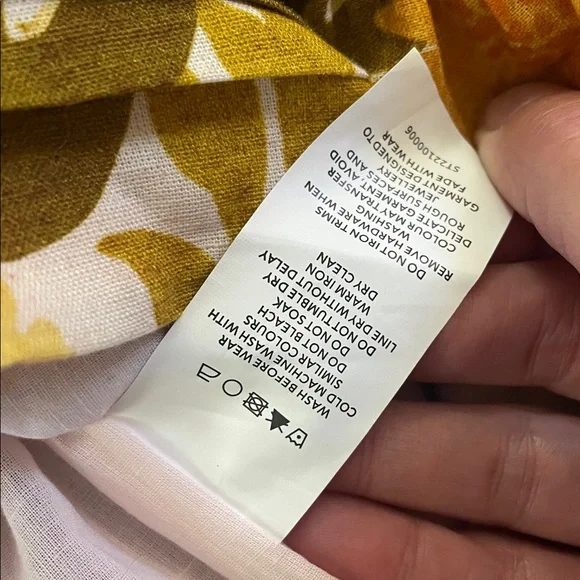 WASH BEFORE WEAR
COLD MACHINE WASH WITH
SIMILAR COLOURS
DO NOT BLEACH
DO NOT SOAK
DO NOT TUMBLE DRY
LINE DRY WITHOUT DELAY
WARM IRON
DRY CLEAN
DO NOT IRON TRIMS
REMOVE HARDWARE WHEN
WASHING
COLOUR MAY TRANSFER
DELICATE GARMENT AVOID
ROUGH SURFACES AND
JEWELLERY
GARMENT DESIGNED TO
FADE WITH WEAR
ST22100006